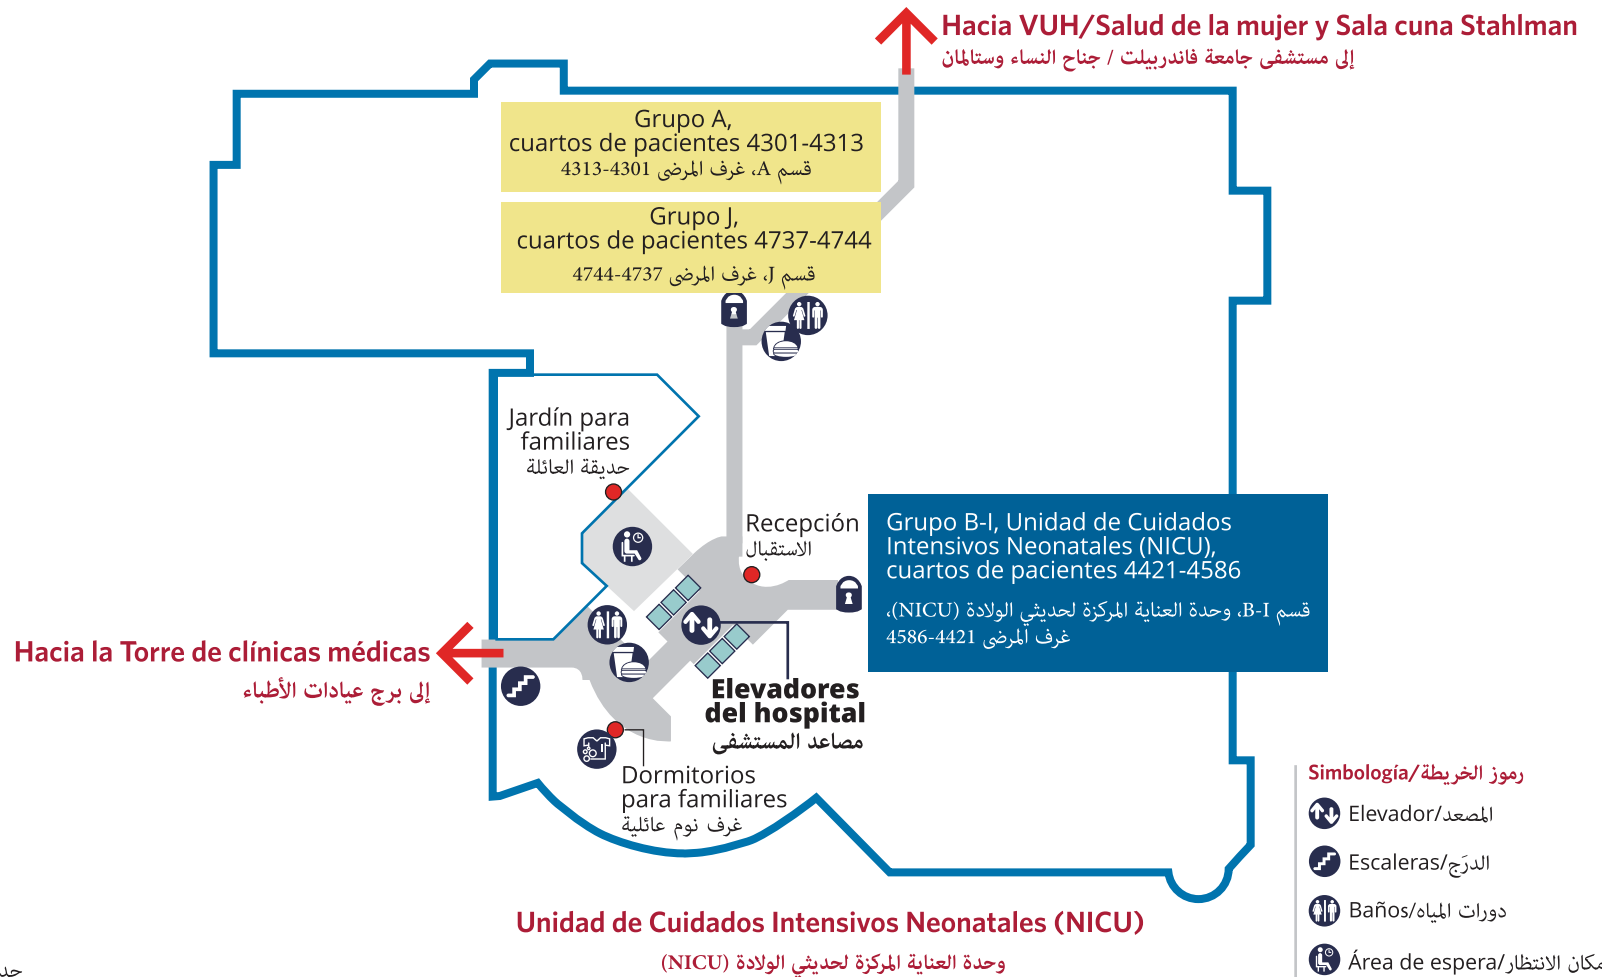 Hacia VUH/Salud de la mujer y Sala cuna Stahlman
إلى مستشفى جامعة فاندربيلت / جناح النساء وستالمان
Grupo A,
cuartos de pacientes 4301-4313
قسم A، غرف المرضى 4301-4313
Grupo J,
cuartos de pacientes 4737-4744
قسم J، غرف المرضى 4737-4744
Jardín para
familiares
حديقة العائلة
Recepción
الاستقبال
Grupo B-I, Unidad de Cuidados
Intensivos Neonatales (NICU),
cuartos de pacientes 4421-4586
قسم B-I، وحدة العناية المركزة لحديثي الولادة (NICU)،
غرف المرضى 4421-4586
Hacia la Torre de clínicas médicas
إلى برج عيادات الأطباء
Elevadores
del hospital
مصاعد المستشفى
Dormitorios
para familiares
غرف نوم عائلية
Simbología/رموز الخريطة
Elevador/المصعد
Escaleras/الدرَج
Baños/دورات المياه
Área de espera/مكان الانتظار
Unidad de Cuidados Intensivos Neonatales (NICU)
وحدة العناية المركزة لحديثي الولادة (NICU)